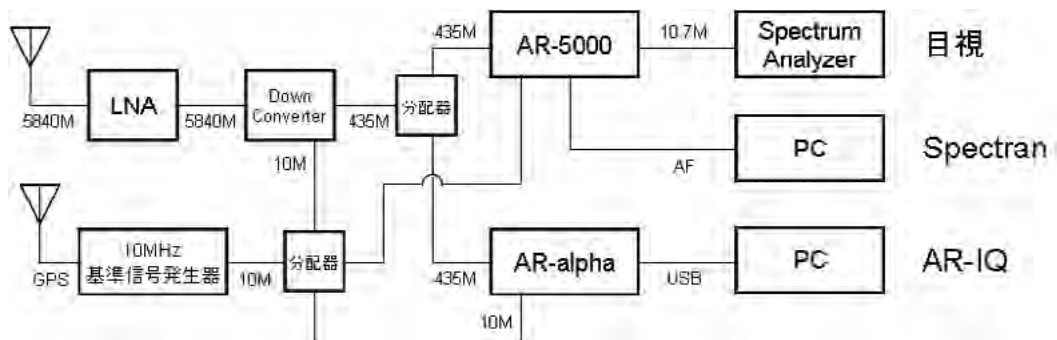 435M
AR-5000
10.7M
Spectrum
Analyzer
目視
LNA
Down
Converter
分配器
5840M
5840M
435M
PC
Spectran
10M
AF
10MHz
基準信号発生器
分配器
AR-alpha
PC
AR-IQ
GPS
10M
435M
USB
10M